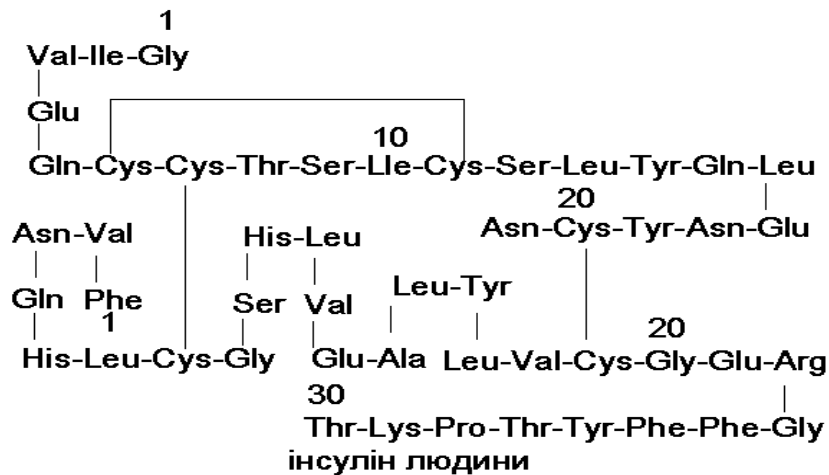 1
Val-Ile-Gly
Glu
10
Gln-Cys-Cys-Thr-Ser-Lle-Cys-Ser-Leu-Tyr-Gln-Leu
20
Asn-Val
His-Leu
Asn-Cys-Tyr-Asn-Glu
Gln
Phe
Ser
Val
Leu-Tyr
1
20
His-Leu-Cys-Gly
Glu-Ala
Leu-Val-Cys-Gly-Glu-Arg
30
Thr-Lys-Pro-Thr-Tyr-Phe-Phe-Gly
інсулін людини